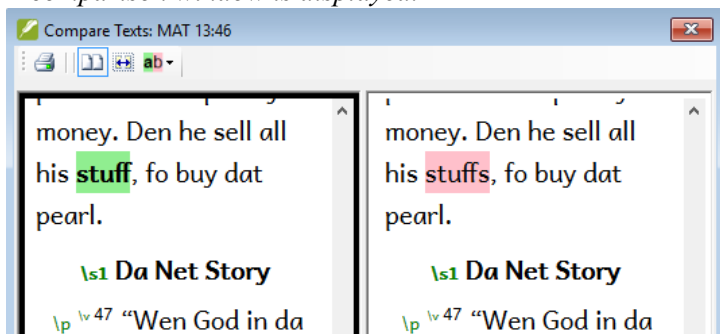 Compare Texts: MAT 13:46
ab
money. Den he sell all
his stuff, fo buy dat
pearl.
\s1 Da Net Story
\p \v 47 “Wen God in da
money. Den he sell all
his stuffs, fo buy dat
pearl.
\s1 Da Net Story
\p \v 47 “Wen God in da